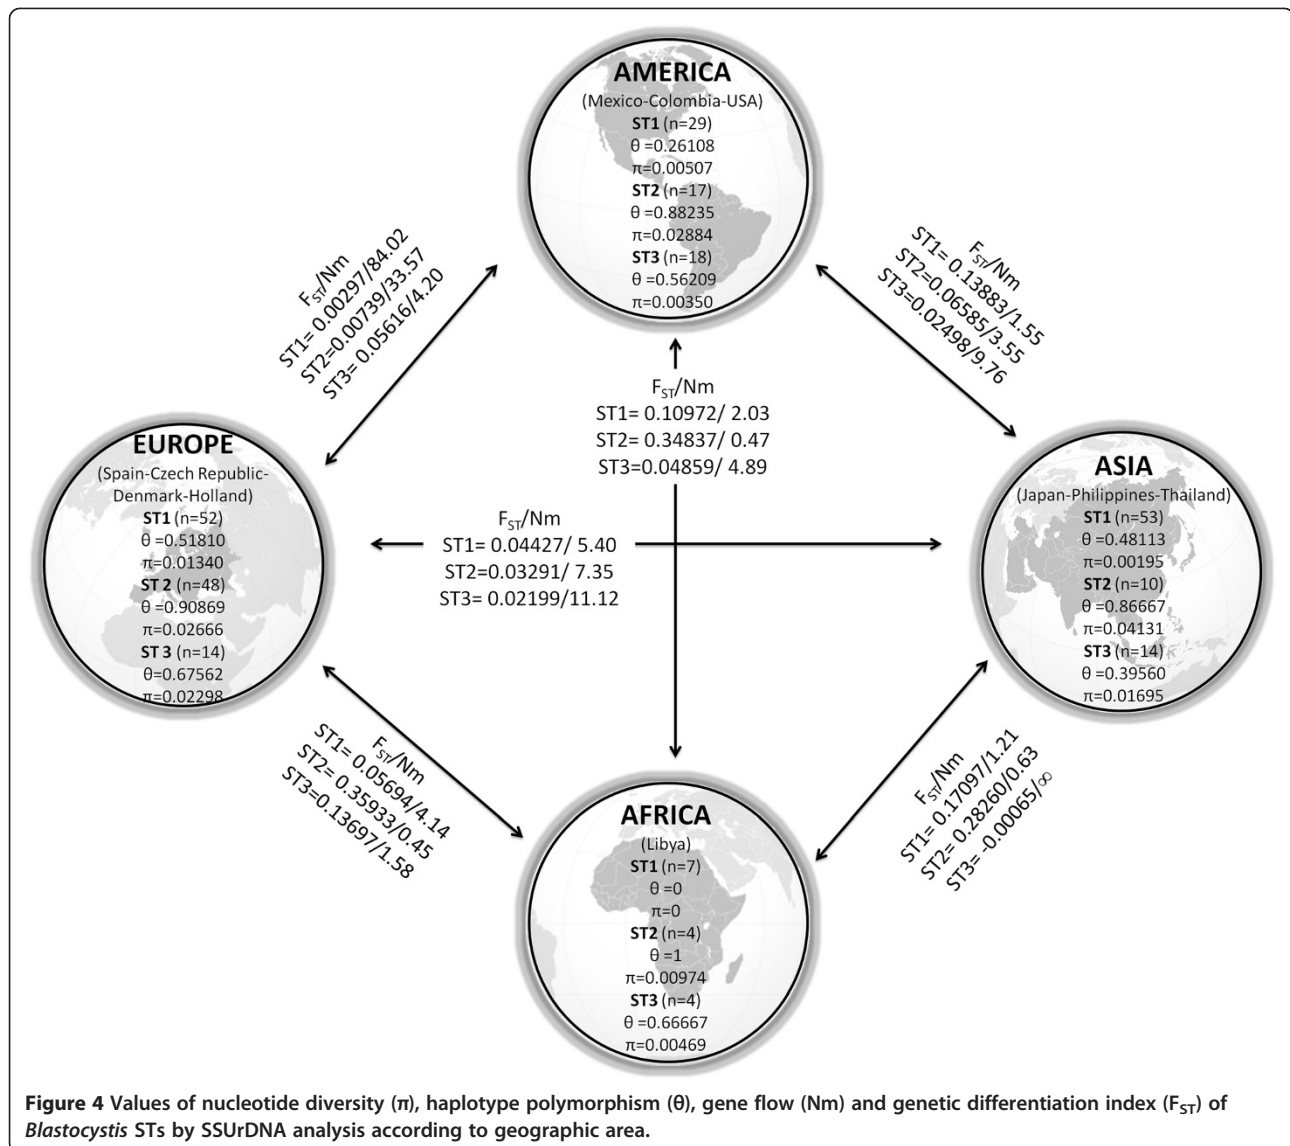 AMERICA
(Mexico-Colombia-USA)
ST1 (n=29)
θ =0.26108
π=0.00507
ST2 (n=17)
θ =0.88235
π=0.02884
ST3 (n=18)
θ =0.56209
π=0.00350
FST/Nm
ST1= 0.00297/84.02
ST2=0.00739/33.57
ST3= 0.05616/4.20
FST/Nm
ST1= 0.13883/1.55
ST2=0.06585/3.55
ST3=0.02498/9.76
FST/Nm
ST1= 0.10972/ 2.03
ST2= 0.34837/ 0.47
ST3= 0.04859/ 4.89
EUROPE
(Spain-Czech Republic-
Denmark-Holland)
ST1 (n=52)
θ =0.51810
π=0.01340
ST 2 (n=48)
θ =0.90869
π=0.02666
ST 3 (n=14)
θ=0.67562
π=0.02298
FST/Nm
ST1= 0.04427/ 5.40
ST2=0.03291/ 7.35
ST3= 0.02199/11.12
ASIA
(Japan-Philippines-Thailand)
ST1 (n=53)
θ =0.48113
π=0.00195
ST2 (n=10)
θ =0.86667
π=0.04131
ST3 (n=14)
θ =0.39560
π=0.01695
FST/Nm
ST1= 0.05694/4.14
ST2= 0.35933/0.45
ST3=0.13697/1.58
FST/Nm
ST1= 0.17097/1.21
ST2= 0.28260/0.63
ST3= -0.00065/∞
AFRICA
(Libya)
ST1 (n=7)
θ =0
π=0
ST2 (n=4)
θ =1
π=0.00974
ST3 (n=4)
θ =0.66667
π=0.00469
Figure 4 Values of nucleotide diversity (π), haplotype polymorphism (θ), gene flow (Nm) and genetic differentiation index (FST) of
Blastocystis STs by SSUrDNA analysis according to geographic area.